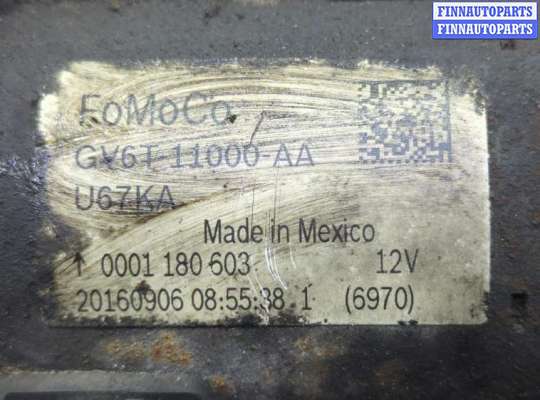 FINNAUTOPARTS
FINNAUTOPARTS
FoMoCo
GV6T-11000-AA
U67KA
Made in Mexico
↑ 0001 180 603 12V
20160906 08:55:38.1 (6970)